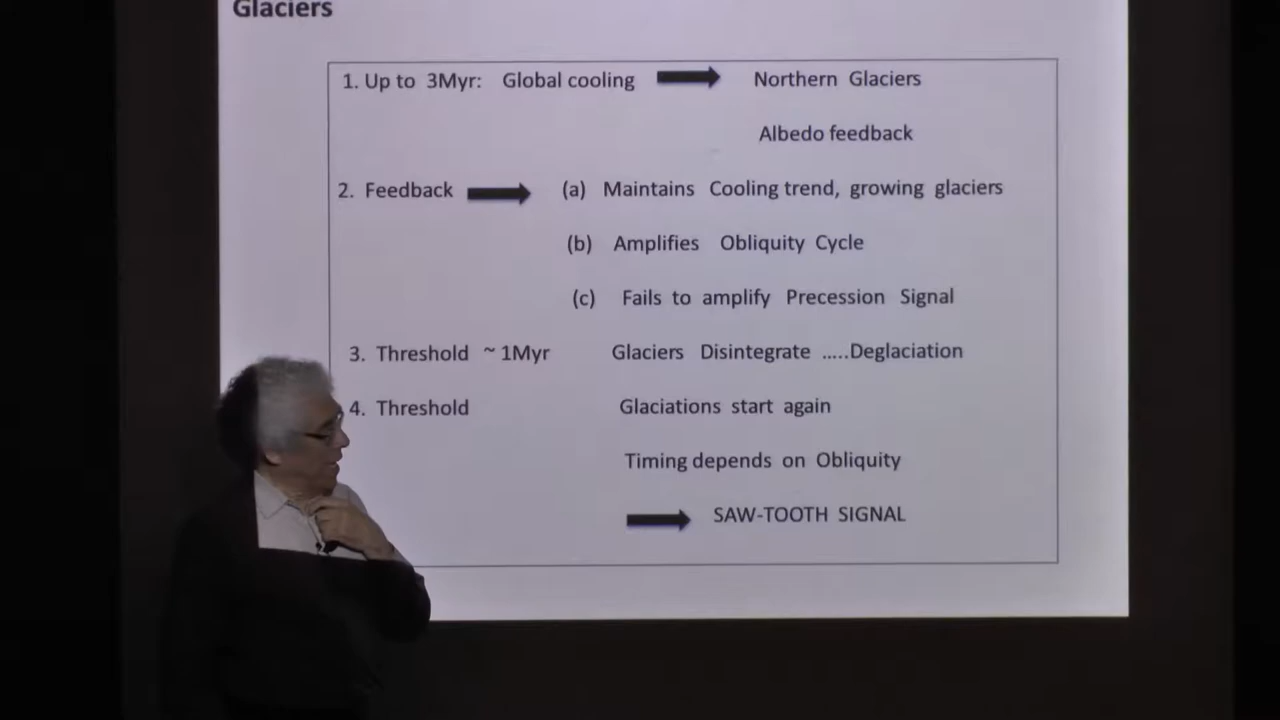 Glaciers
1. Up to 3Myr: Global cooling Northern Glaciers
Albedo feedback
2. Feedback (a) Maintains Cooling trend, growing glaciers
(b) Amplifies Obliquity Cycle
(c) Fails to amplify Precession Signal
3. Threshold ~ 1Myr Glaciers Disintegrate .....Deglaciation
4. Threshold Glaciations start again
Timing depends on Obliquity
SAW-TOOTH SIGNAL